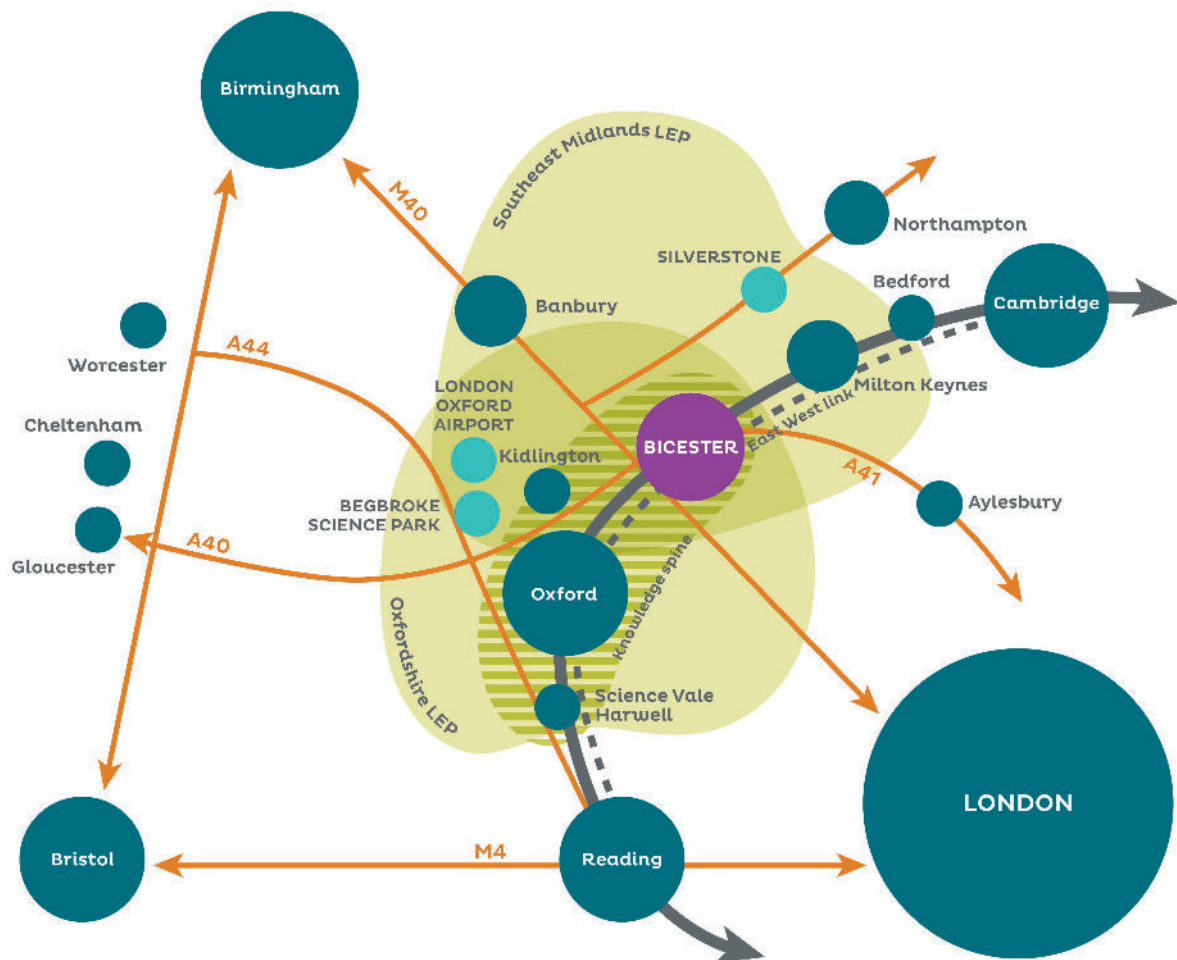 Birmingham
Southeast Midlands LEP
M40
Northampton
SILVERSTONE
Bedford
Cambridge
Banbury
Worcester
A44
Milton Keynes
LONDON
OXFORD
AIRPORT
East West link
Cheltenham
Kidlington
BICESTER
A41
BEGBROKE
SCIENCE PARK
Aylesbury
A40
Gloucester
Oxford
Knowledge spine
Oxfordshire LEP
Science Vale
Harwell
LONDON
Bristol
M4
Reading